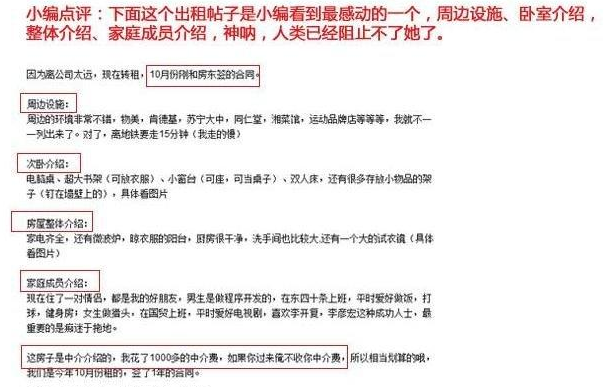 小编点评：下面这个出租帖子是小编看到最感动的一个，周边设施、卧室介绍，
整体介绍、家庭成员介绍，神呐，人类已经阻止不了她了。
因为离公司太远，现在转租，10月份刚和房东签的合同。
周边设施：
周边的环境非常不错，物美，肯德基，苏宁大中，同仁堂，湘菜馆，运动品牌店等等等，我就不一
一列出来了。对了，离地铁要走15分钟（我走的慢）
次卧介绍：
电脑桌、超大书架（可放衣服）、小窗台（可座，可当桌子）、双人床，还有很多存放小物品的架
子（钉在墙壁上的），具体看图片
房屋整体介绍：
家电齐全，还有微波炉，晾衣服的阳台，厨房很干净，洗手间也比较大,还有一个大的试衣镜（具体
看图片）
家庭成员介绍：
现在住了一对情侣，都是我的好朋友，男生是做程序开发的，在东四十条上班，平时爱好做饭，打
球，健身房；女生做猎头，在国贸上班，平时爱好电视剧，喜欢李开复，李彦宏这种成功人士，最
重要的是痴迷于拖地。
这房子是中介介绍的，我花了1000多的中介费，如果你过来俺不收你中介费，所以相当划算的哦，
我们是今年10月份租的，签了1年的合同。